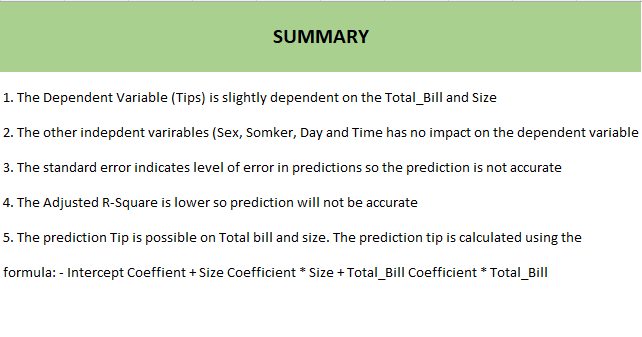 SUMMARY
1. The Dependent Variable (Tips) is slightly dependent on the Total_Bill and Size
2. The other indepdent varirables (Sex, Somker, Day and Time has no impact on the dependent variable
3. The standard error indicates level of error in predictions so the prediction is not accurate
4. The Adjusted R-Square is lower so prediction will not be accurate
5. The prediction Tip is possible on Total bill and size. The prediction tip is calculated using the
formula: - Intercept Coeffient + Size Coefficient * Size + Total_Bill Coefficient * Total_Bill